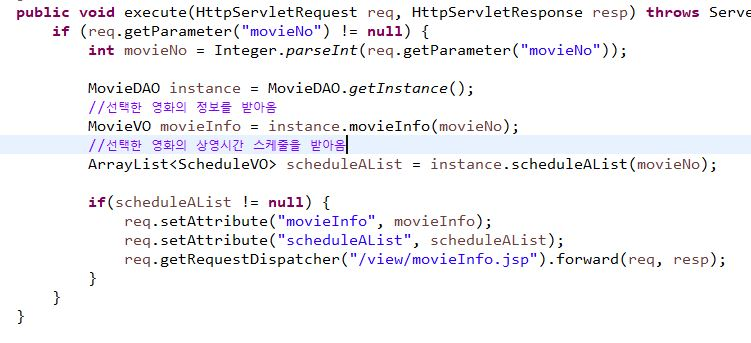 public void execute(HttpServletRequest req, HttpServletResponse resp) throws Serve
if (req.getParameter("movieNo") != null) {
int movieNo = Integer.parseInt(req.getParameter("movieNo"));
MovieDAO instance = MovieDAO.getInstance();
//선택한 영화의 정보를 받아옴
MovieVO movieInfo = instance.movieInfo(movieNo);
//선택한 영화의 상영시간 스케줄을 받아옴
ArrayList<ScheduleVO> scheduleAList = instance.scheduleAList(movieNo);
if(scheduleAList != null) {
req.setAttribute("movieInfo", movieInfo);
req.setAttribute("scheduleAList", scheduleAList);
req.getRequestDispatcher("/view/movieInfo.jsp").forward(req, resp);
}
}
}